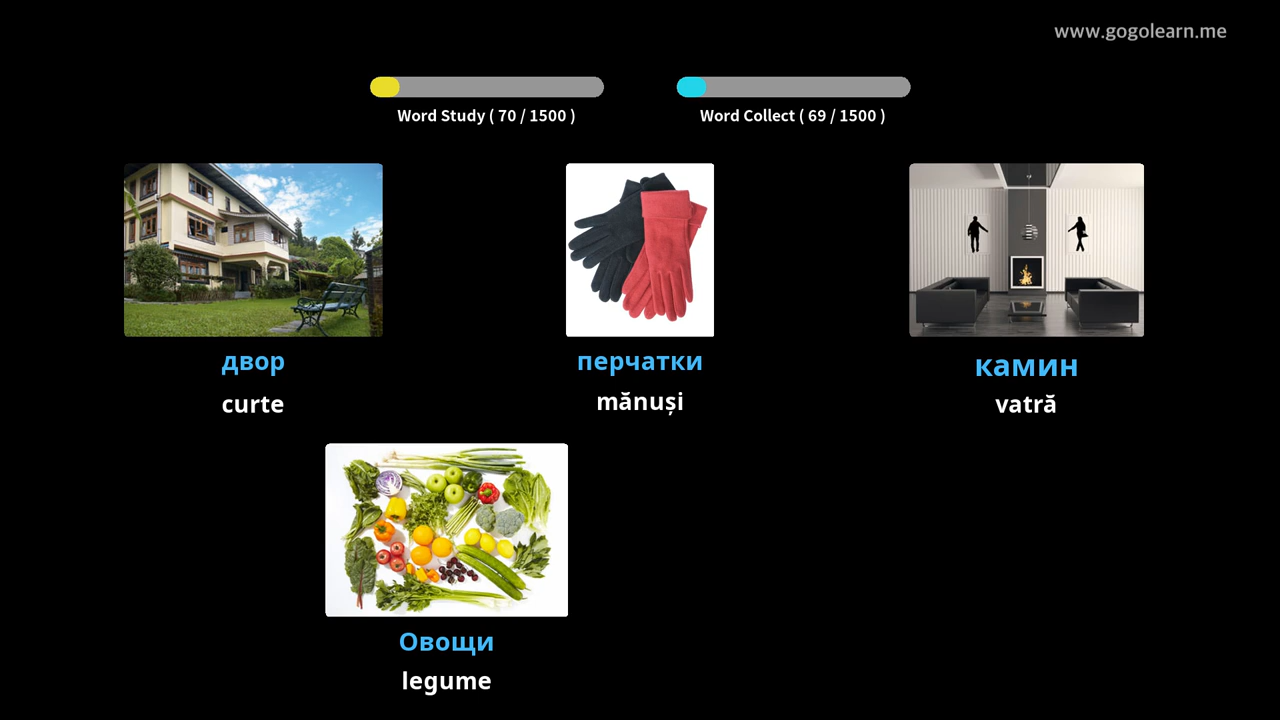 www.gogolearn.me
Word Study ( 70 / 1500 )
Word Collect ( 69 / 1500 )
двор
curte
перчатки
mănuși
камин
vatră
Овощи
legume